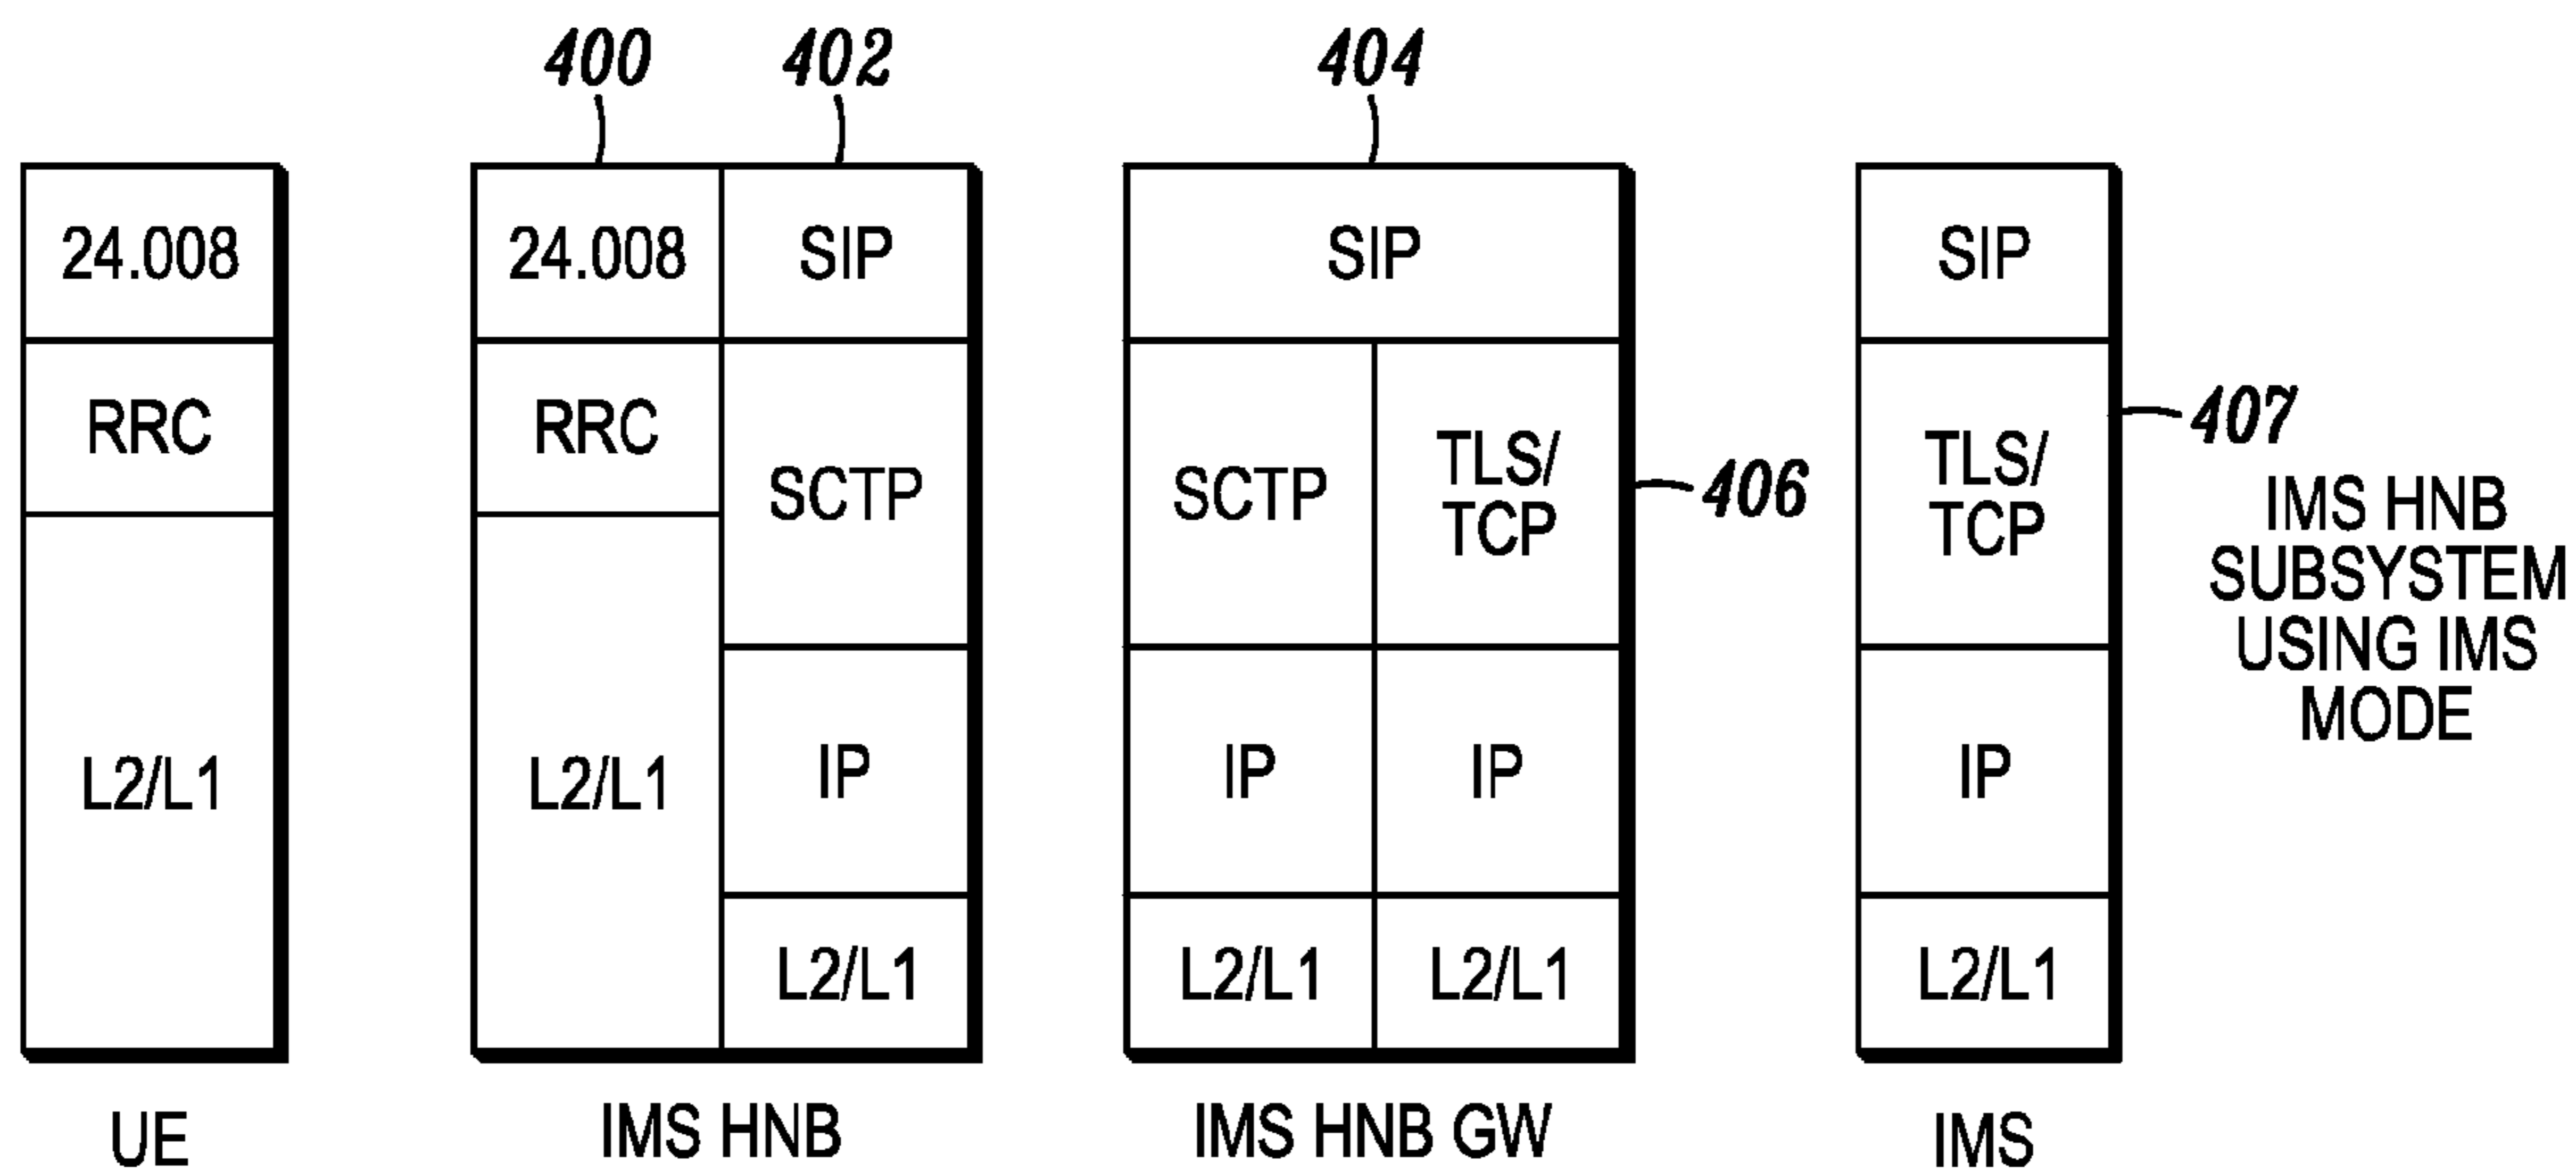 400
402
404
24.008
RRC
L2/L1
UE
24.008
RRC
L2/L1
SIP
SCTP
IP
L2/L1
IMS HNB
SIP
SCTP
IP
L2/L1
TLS/
TCP
IP
L2/L1
406
IMS HNB GW
SIP
TLS/
TCP
IP
L2/L1
407
IMS
IMS HNB
SUBSYSTEM
USING IMS
MODE